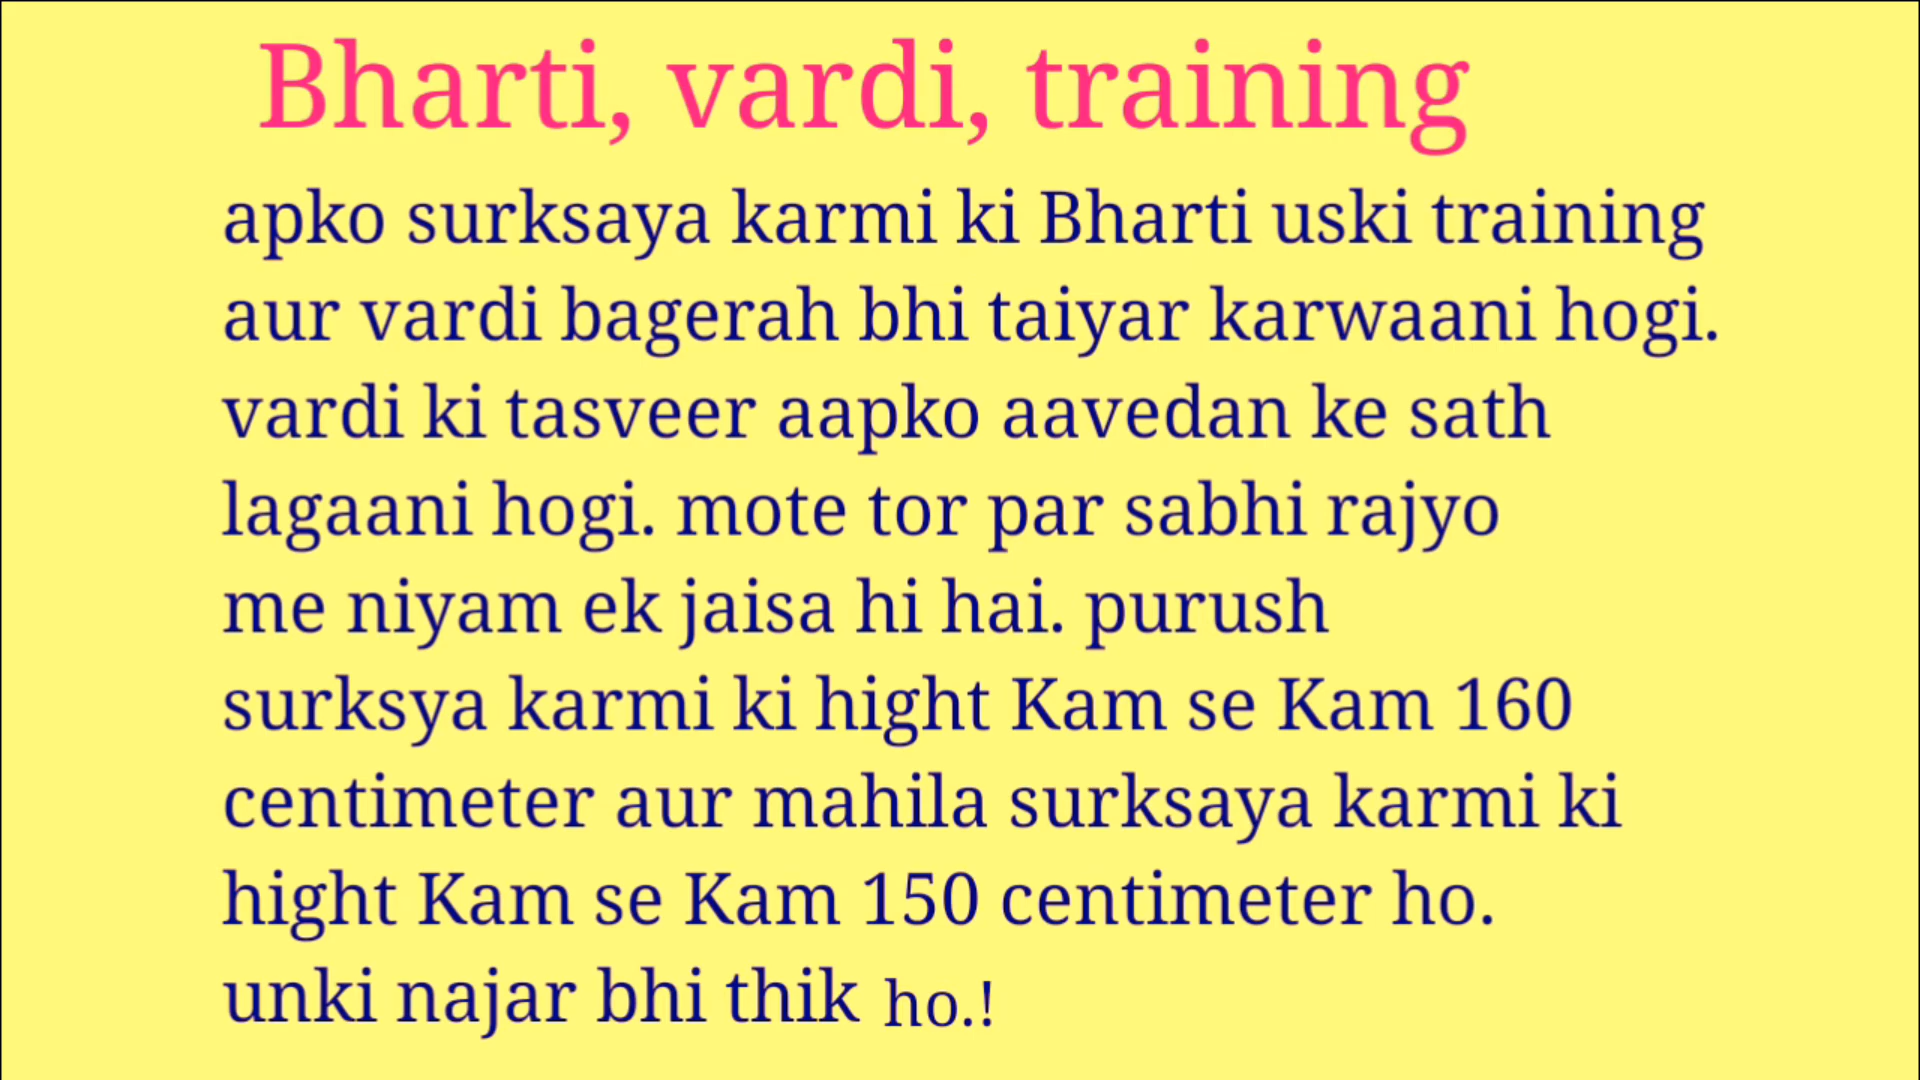 Bharti, vardi, training
apko surksaya karmi ki Bharti uski training
aur vardi bagerah bhi taiyar karwaani hogi.
vardi ki tasveer aapko aavedan ke sath
lagaani hogi. mote tor par sabhi rajyo
me niyam ek jaisa hi hai. purush
surksya karmi ki hight Kam se Kam 160
centimeter aur mahila surksaya karmi ki
hight Kam se Kam 150 centimeter ho.
unki najar bhi thik ho.!